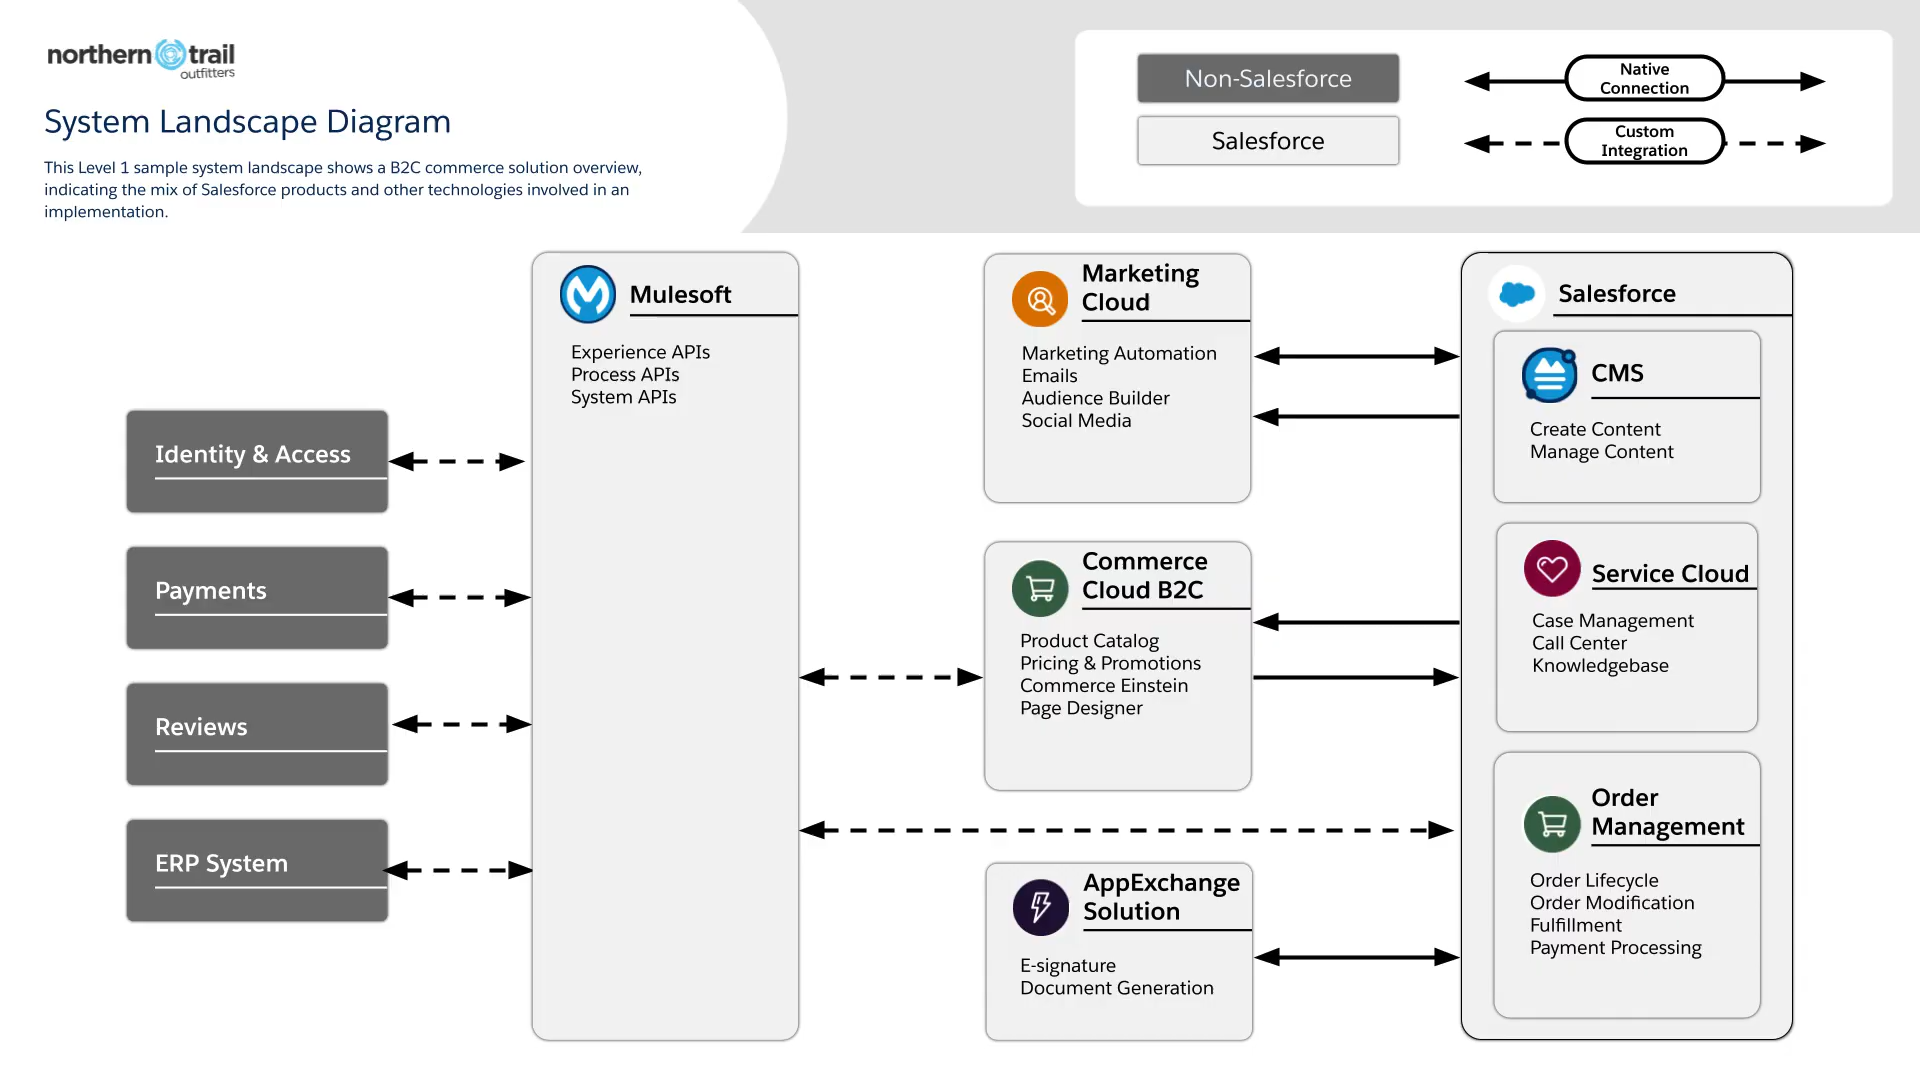 northern trail
outfitters
System Landscape Diagram
This Level 1 sample system landscape shows a B2C commerce solution overview,
indicating the mix of Salesforce products and other technologies involved in an
implementation.
Non-Salesforce
Salesforce
Native
Connection
Custom
Integration
Identity & Access
Payments
Reviews
ERP System
Mulesoft
Experience APIs
Process APIs
System APIs
Marketing
Cloud
Marketing Automation
Emails
Audience Builder
Social Media
Commerce
Cloud B2C
Product Catalog
Pricing & Promotions
Commerce Einstein
Page Designer
AppExchange
Solution
E-signature
Document Generation
Salesforce
CMS
Create Content
Manage Content
Service Cloud
Case Management
Call Center
Knowledgebase
Order
Management
Order Lifecycle
Order Modification
Fulfillment
Payment Processing